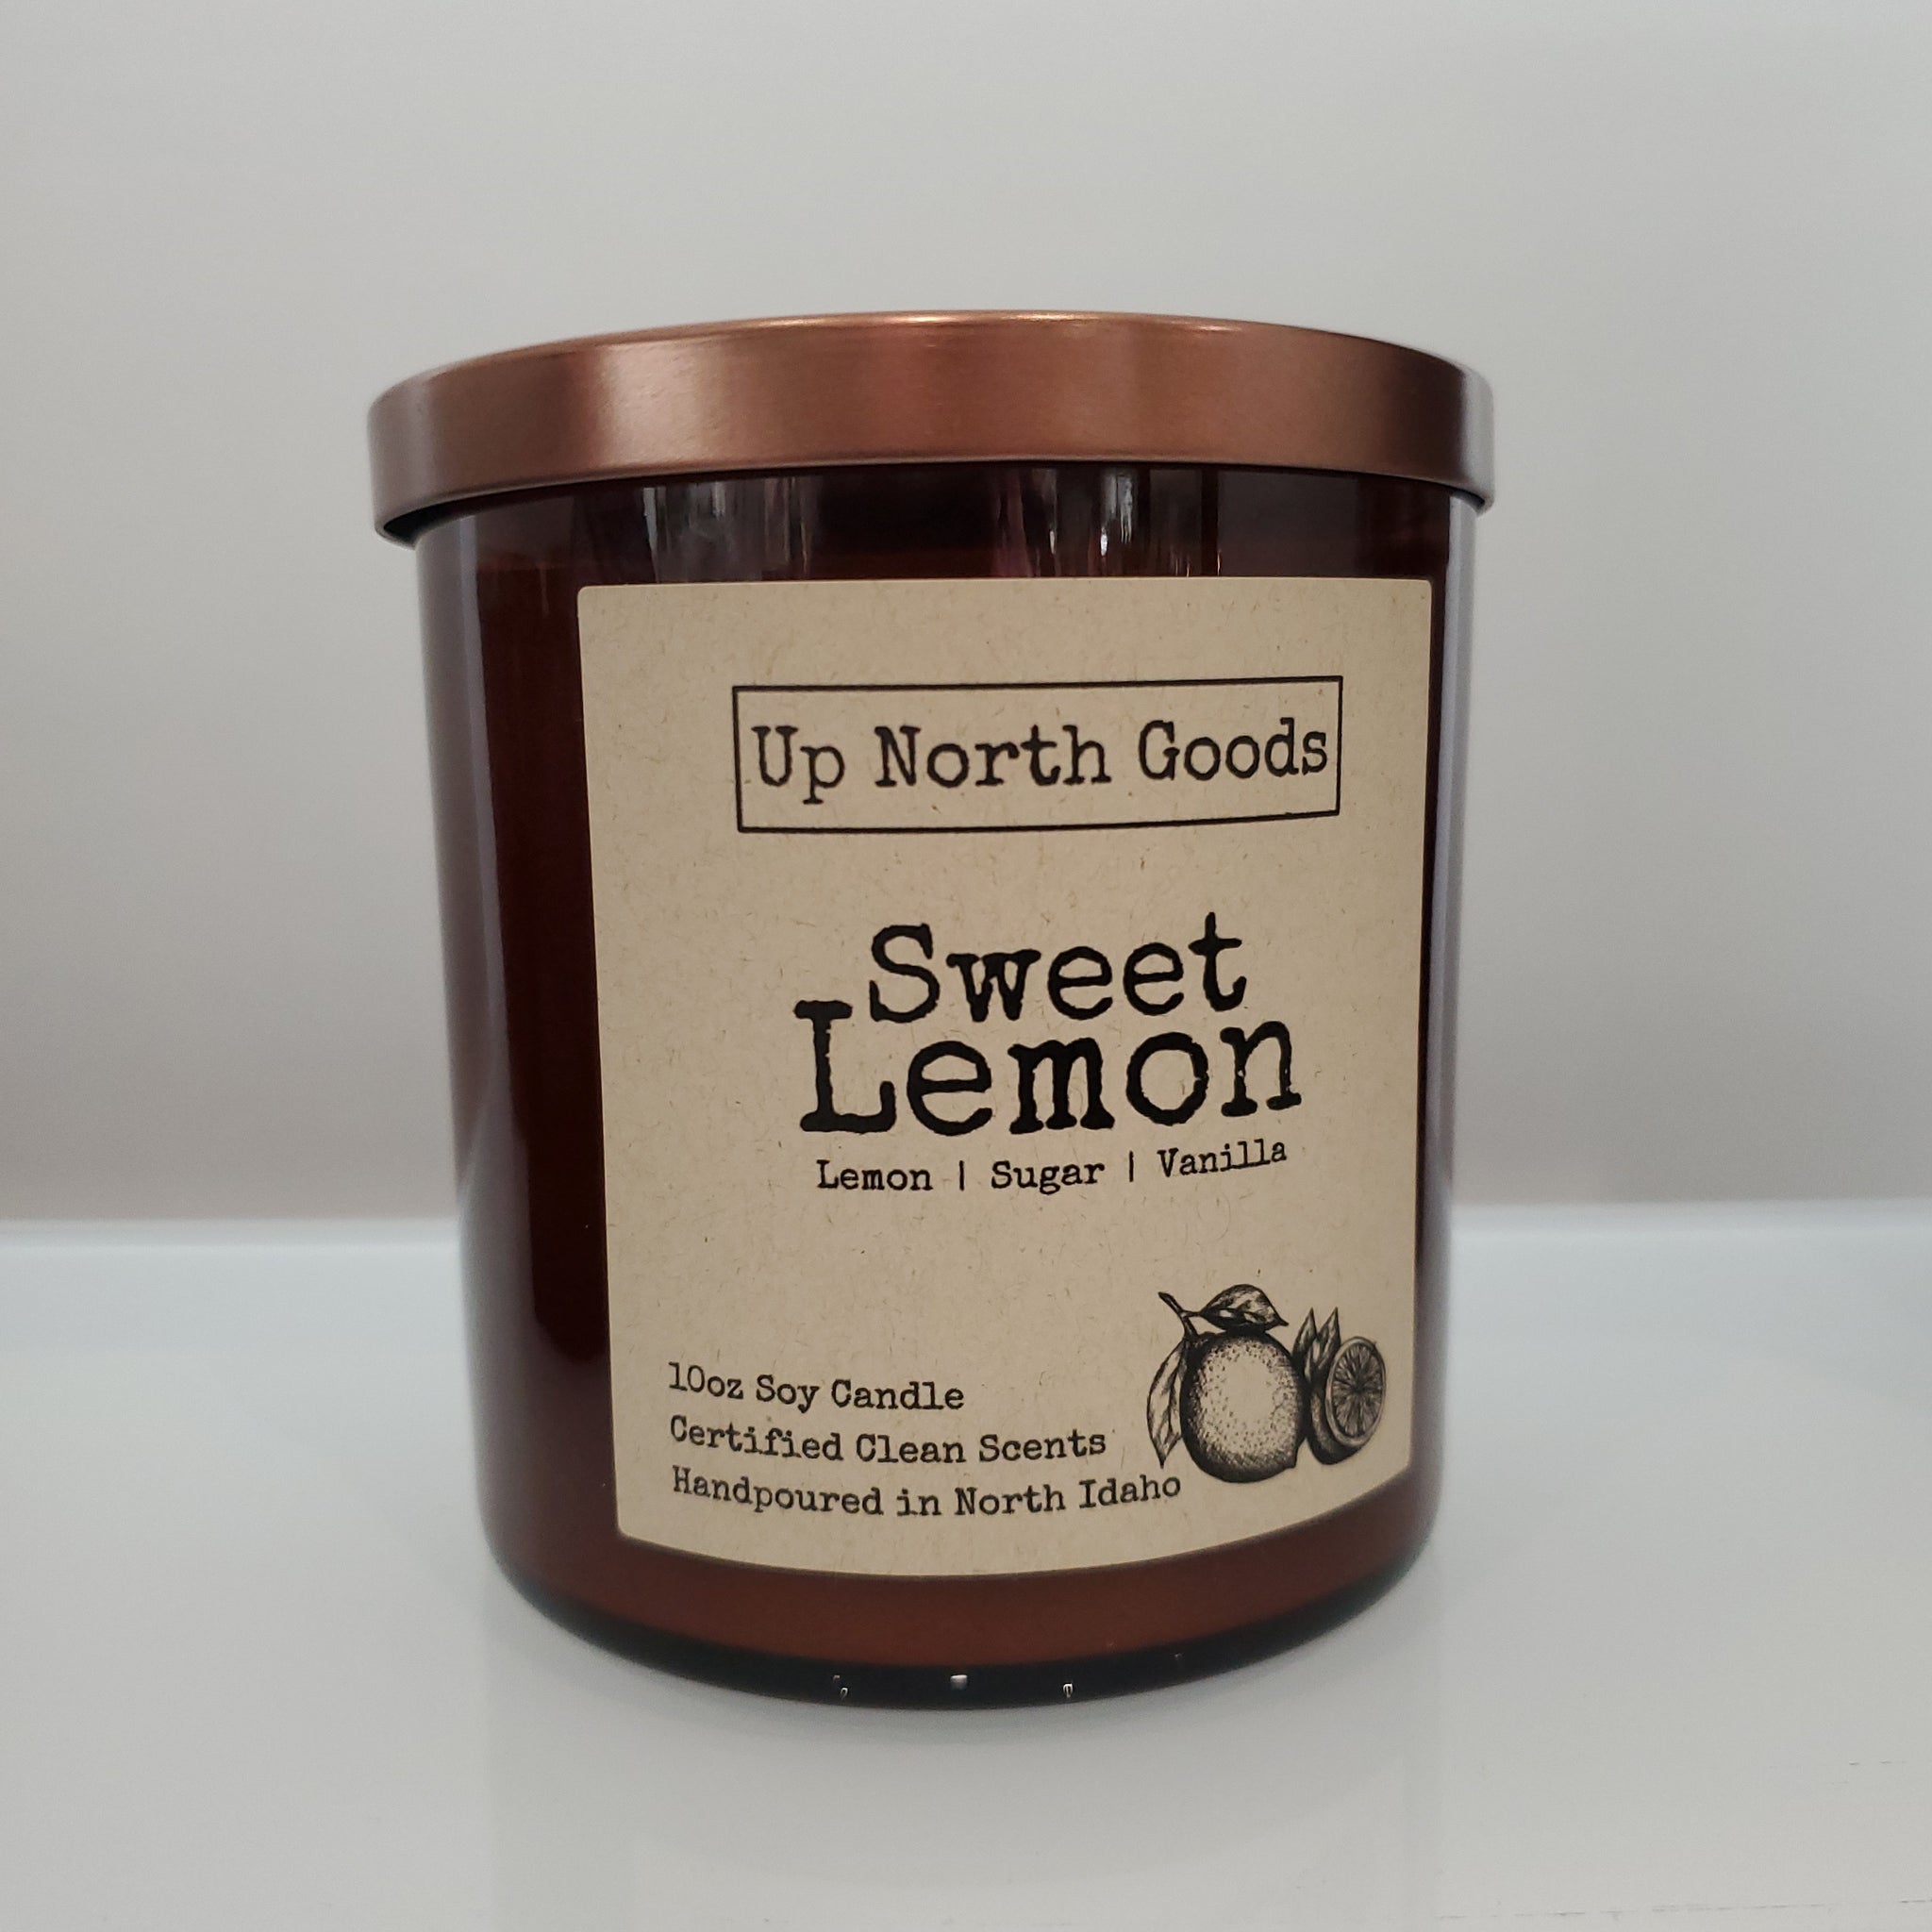 Up North Goods
Sweet
Lemon
Lemon | Sugar | Vanilla
10oz Soy Candle
Certified Clean Scents
Handpoured in North Idaho